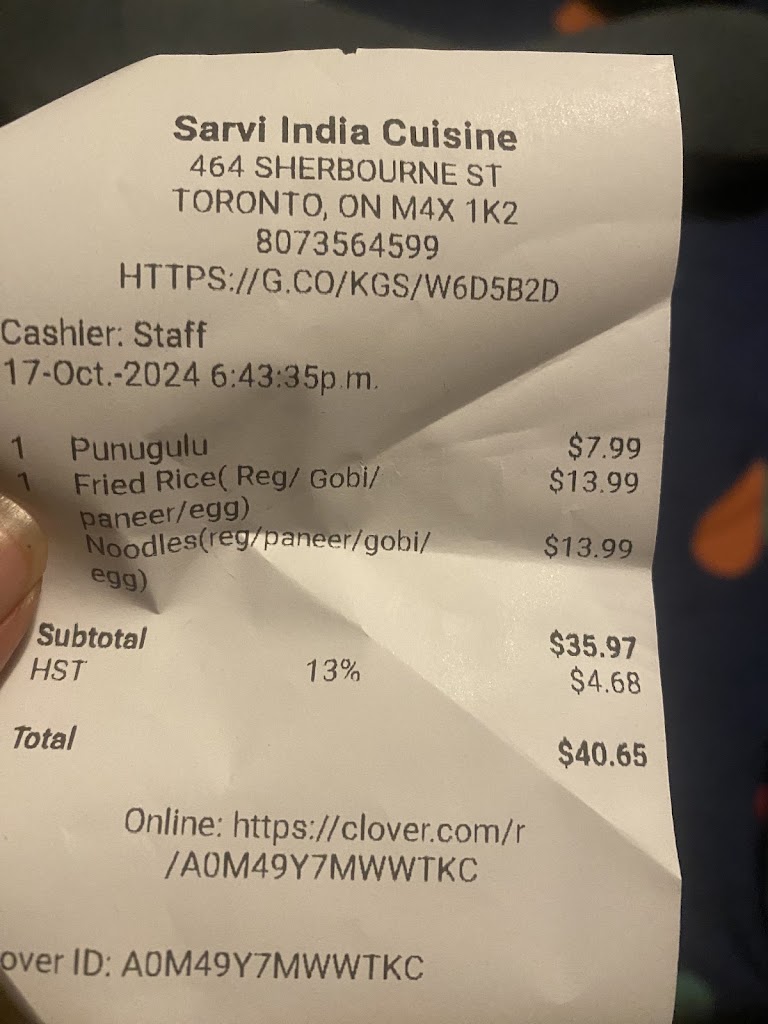 Sarvi India Cuisine
464 SHERBOURNE ST
TORONTO, ON M4X 1K2
8073564599
HTTPS://G.CO/KGS/W6D5B2D
Cashier: Staff
17-Oct.-2024 6:43:35p.m.
1 Punugulu $7.99
1 Fried Rice( Reg/ Gobi/ $13.99
paneer/egg)
Noodles(reg/paneer/gobi/ $13.99
egg)
Subtotal $35.97
HST 13% $4.68
Total $40.65
Online: https://clover.com/r
/A0M49Y7MWWTKC
over ID: A0M49Y7MWWTKC